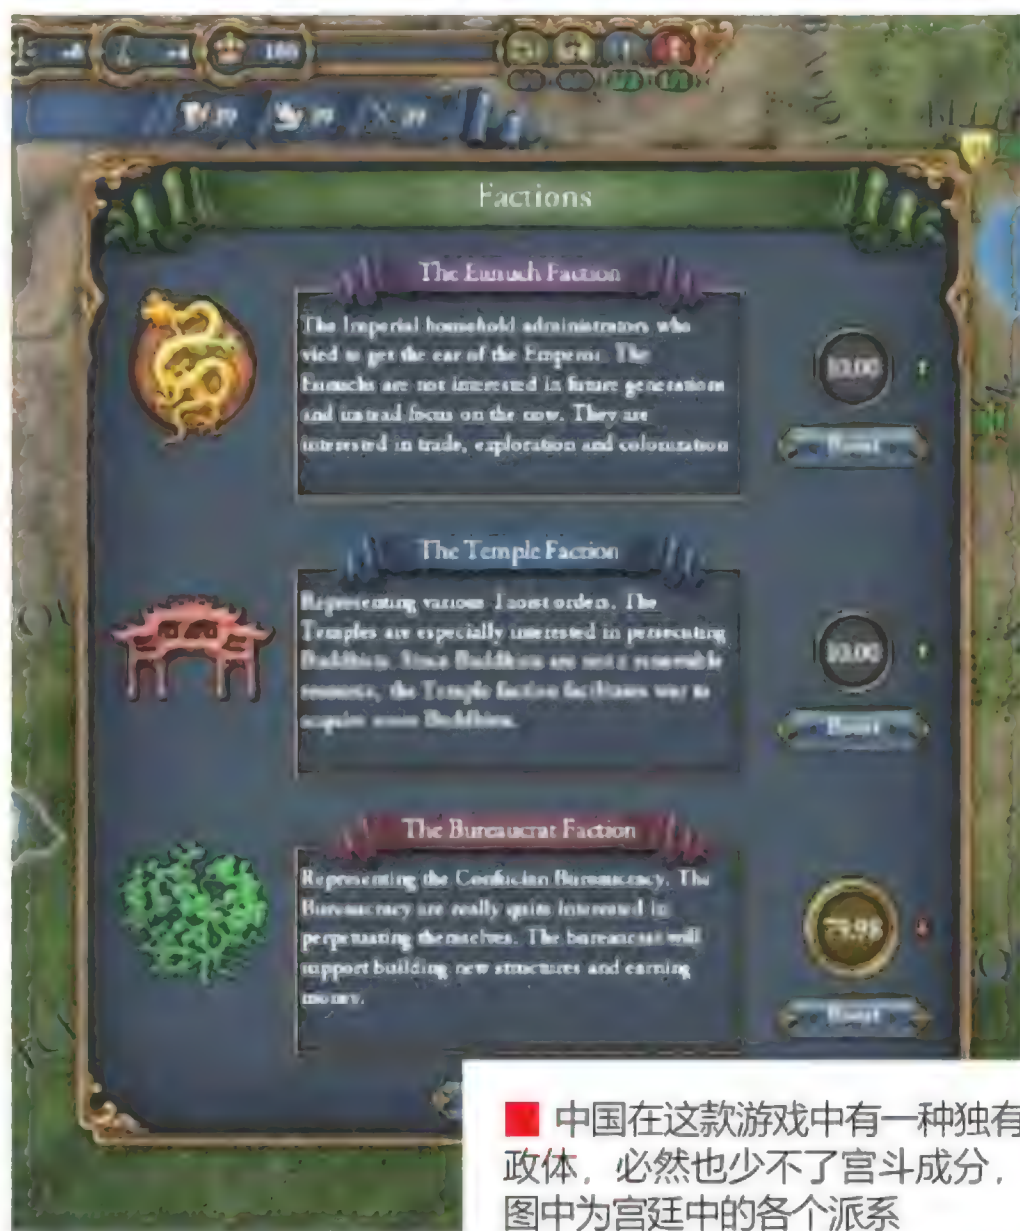 180
Factions
The Eunuch Faction
The Imperial household administrators who
vied to get the ear of the Emperor. The
Eunuchs are not interested in future generations
and instead focus on the now. They are
interested in trade, exploration and colonization
10.00
Boost
The Temple Faction
Representing various Taoist orders. The
Temples are especially interested in persecuting
Buddhists. Since Buddhists are not a renewable
resource, the Temple faction facilitates war to
acquire more Buddhists.
10.00
Boost
The Bureaucrat Faction
Representing the Confucian Bureaucracy. The
Bureaucracy are really quite interested in
perpetuating themselves. The bureaucrat will
support building new structures and earning
money.
79.98
Boost
中国在这款游戏中有一种独有
政体，必然也少不了宫斗成分，
图中为宫廷中的各个派系